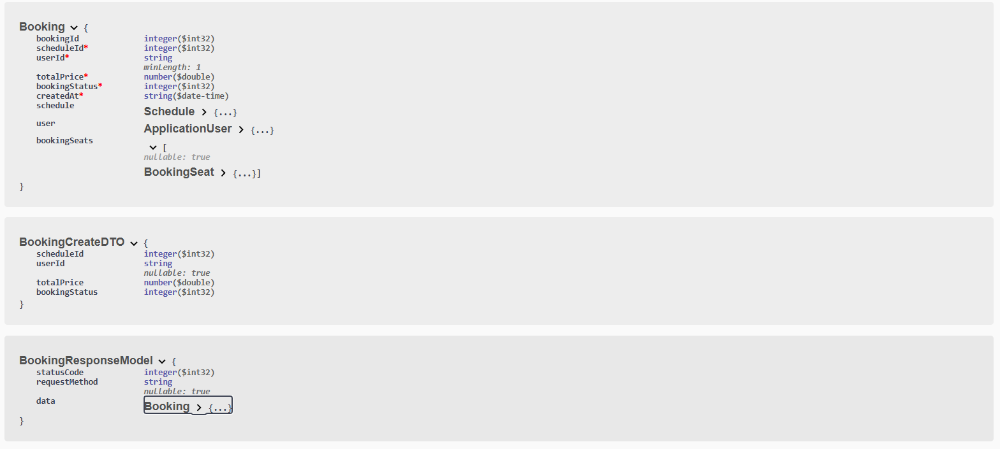 Booking {
bookingId integer($int32)
scheduleId* integer($int32)
userId* string
minLength: 1
totalPrice* number($double)
bookingStatus* integer($int32)
createdAt* string($date-time)
schedule Schedule > {...}
user ApplicationUser > {...}
bookingSeats [
nullable: true
BookingSeat > {...}]
}
BookingCreateDTO {
scheduleId integer($int32)
userId string
nullable: true
totalPrice number($double)
bookingStatus integer($int32)
}
BookingResponseModel {
statusCode integer($int32)
requestMethod string
nullable: true
data Booking > {...}
}